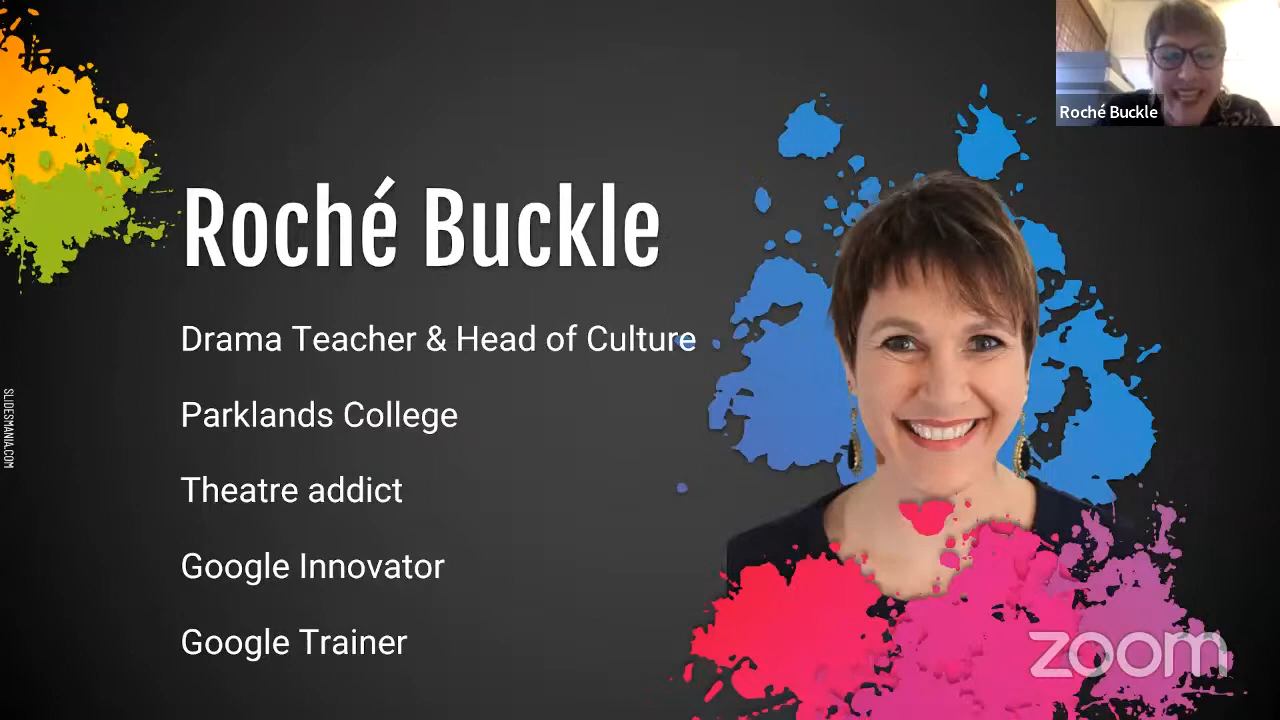 Roché Buckle
Roché Buckle
Drama Teacher & Head of Culture
Parklands College
Theatre addict
Google Innovator
Google Trainer
SLIDESMANIA.COM
zoom